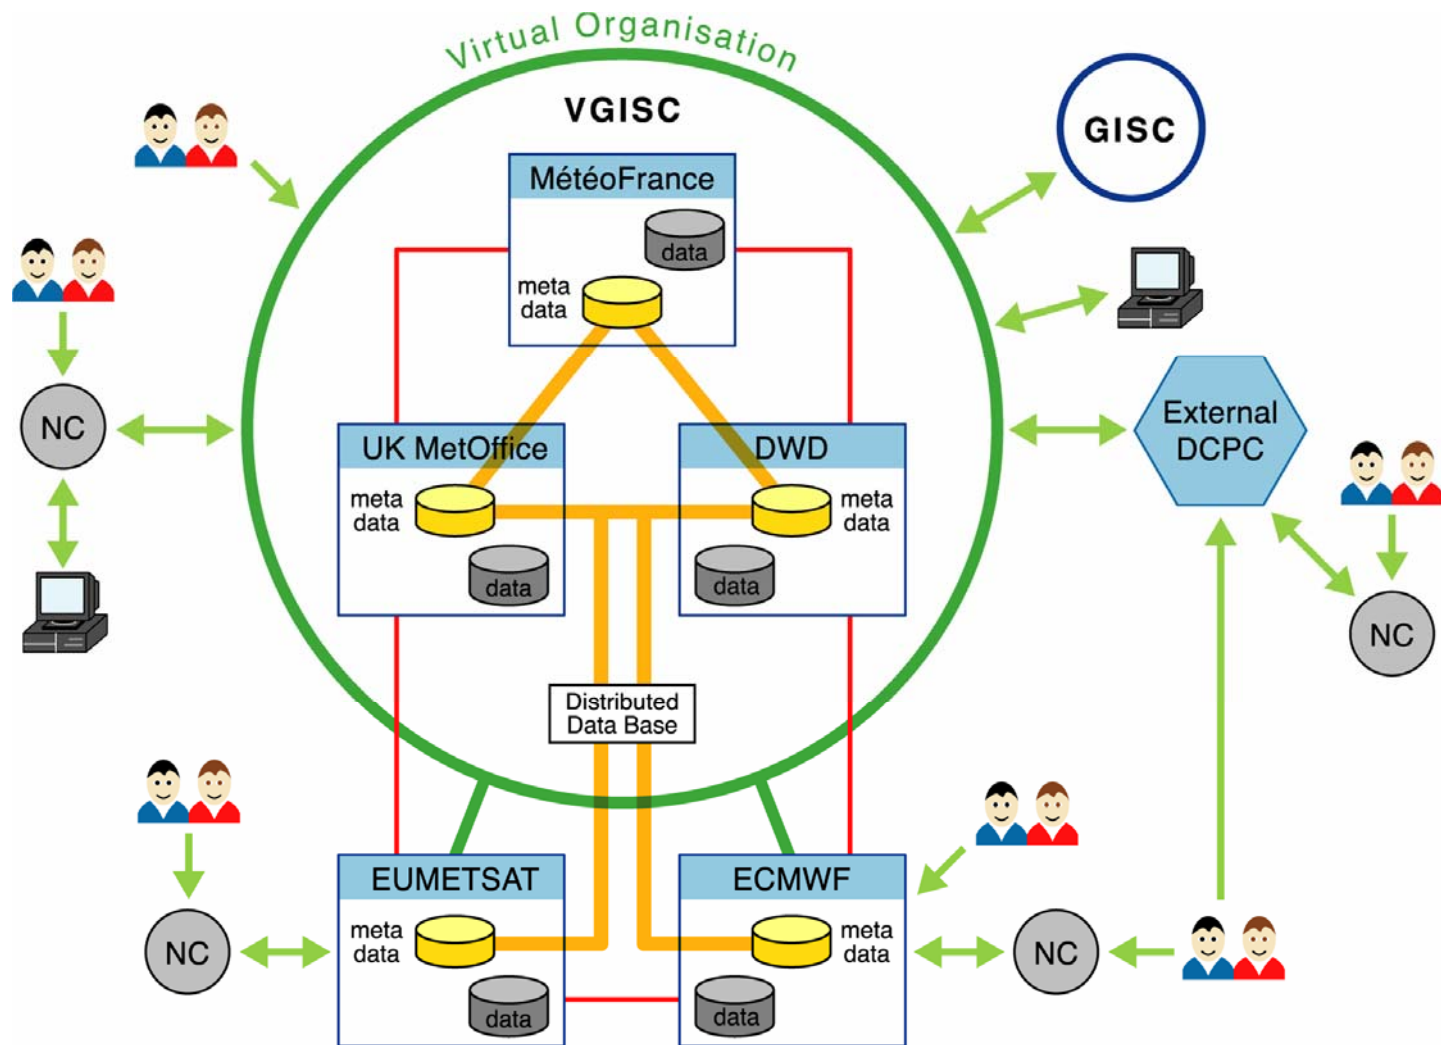 Virtual Organisation
VGISC
GISC
MétéoFrance
data
meta
data
NC
External
DCPC
UK MetOffice
DWD
meta
data
meta
data
data
data
NC
Distributed
Data Base
EUMETSAT
ECMWF
meta
data
meta
data
NC
NC
data
data